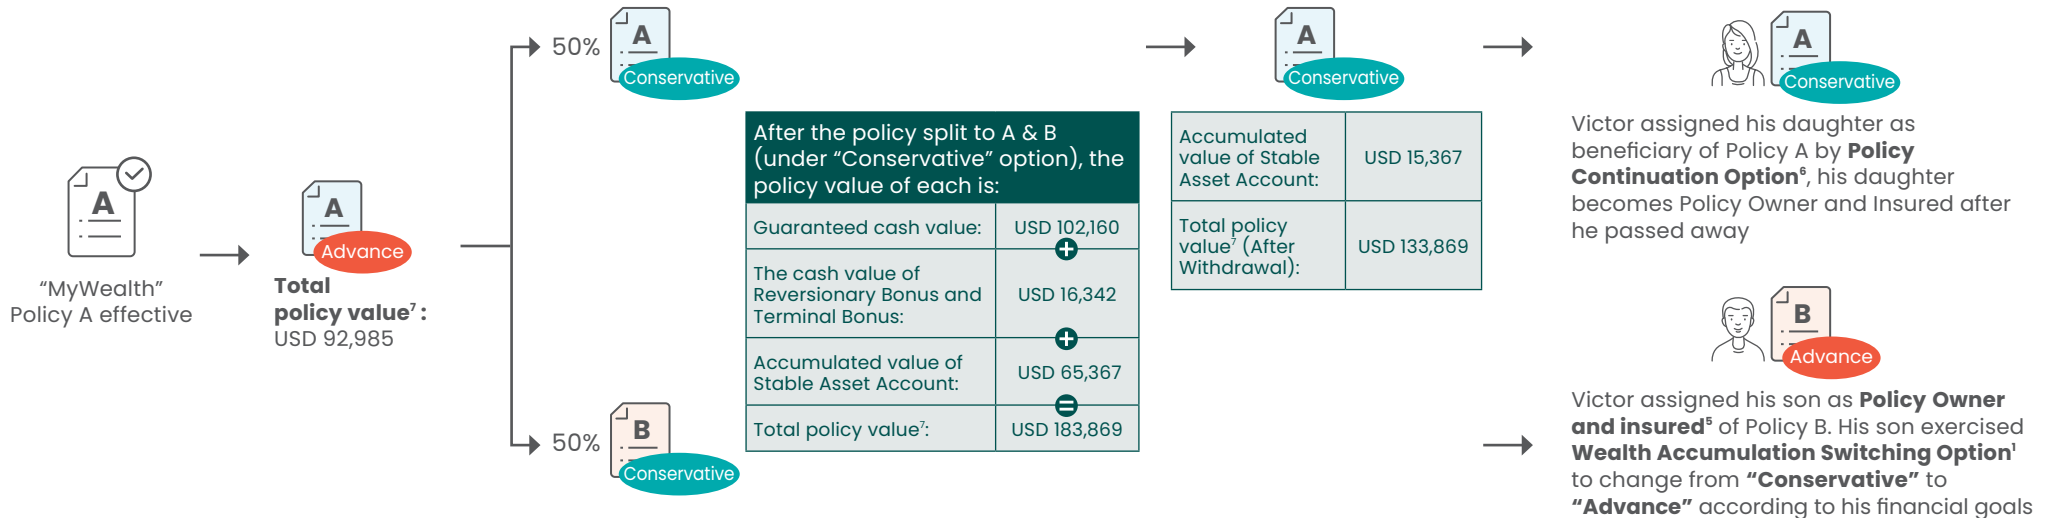 A
"MyWealth"
Policy A effective
A
Advance
Total
policy value⁷ :
USD 92,985
50%
A
Conservative
50%
B
Conservative
After the policy split to A & B
(under "Conservative" option), the
policy value of each is:
Guaranteed cash value:
USD 102,160
+
The cash value of
Reversionary Bonus and
Terminal Bonus:
USD 16,342
+
Accumulated value of
Stable Asset Account:
USD 65,367
=
Total policy value⁷:
USD 183,869
A
Conservative
Accumulated
value of Stable
Asset Account:
USD 15,367
Total policy
value⁷ (After
Withdrawal):
USD 133,869
A
Conservative
Victor assigned his daughter as
beneficiary of Policy A by Policy
Continuation Option⁶, his daughter
becomes Policy Owner and Insured after
he passed away
B
Advance
Victor assigned his son as Policy Owner
and insured⁵ of Policy B. His son exercised
Wealth Accumulation Switching Option¹
to change from "Conservative" to
"Advance" according to his financial goals